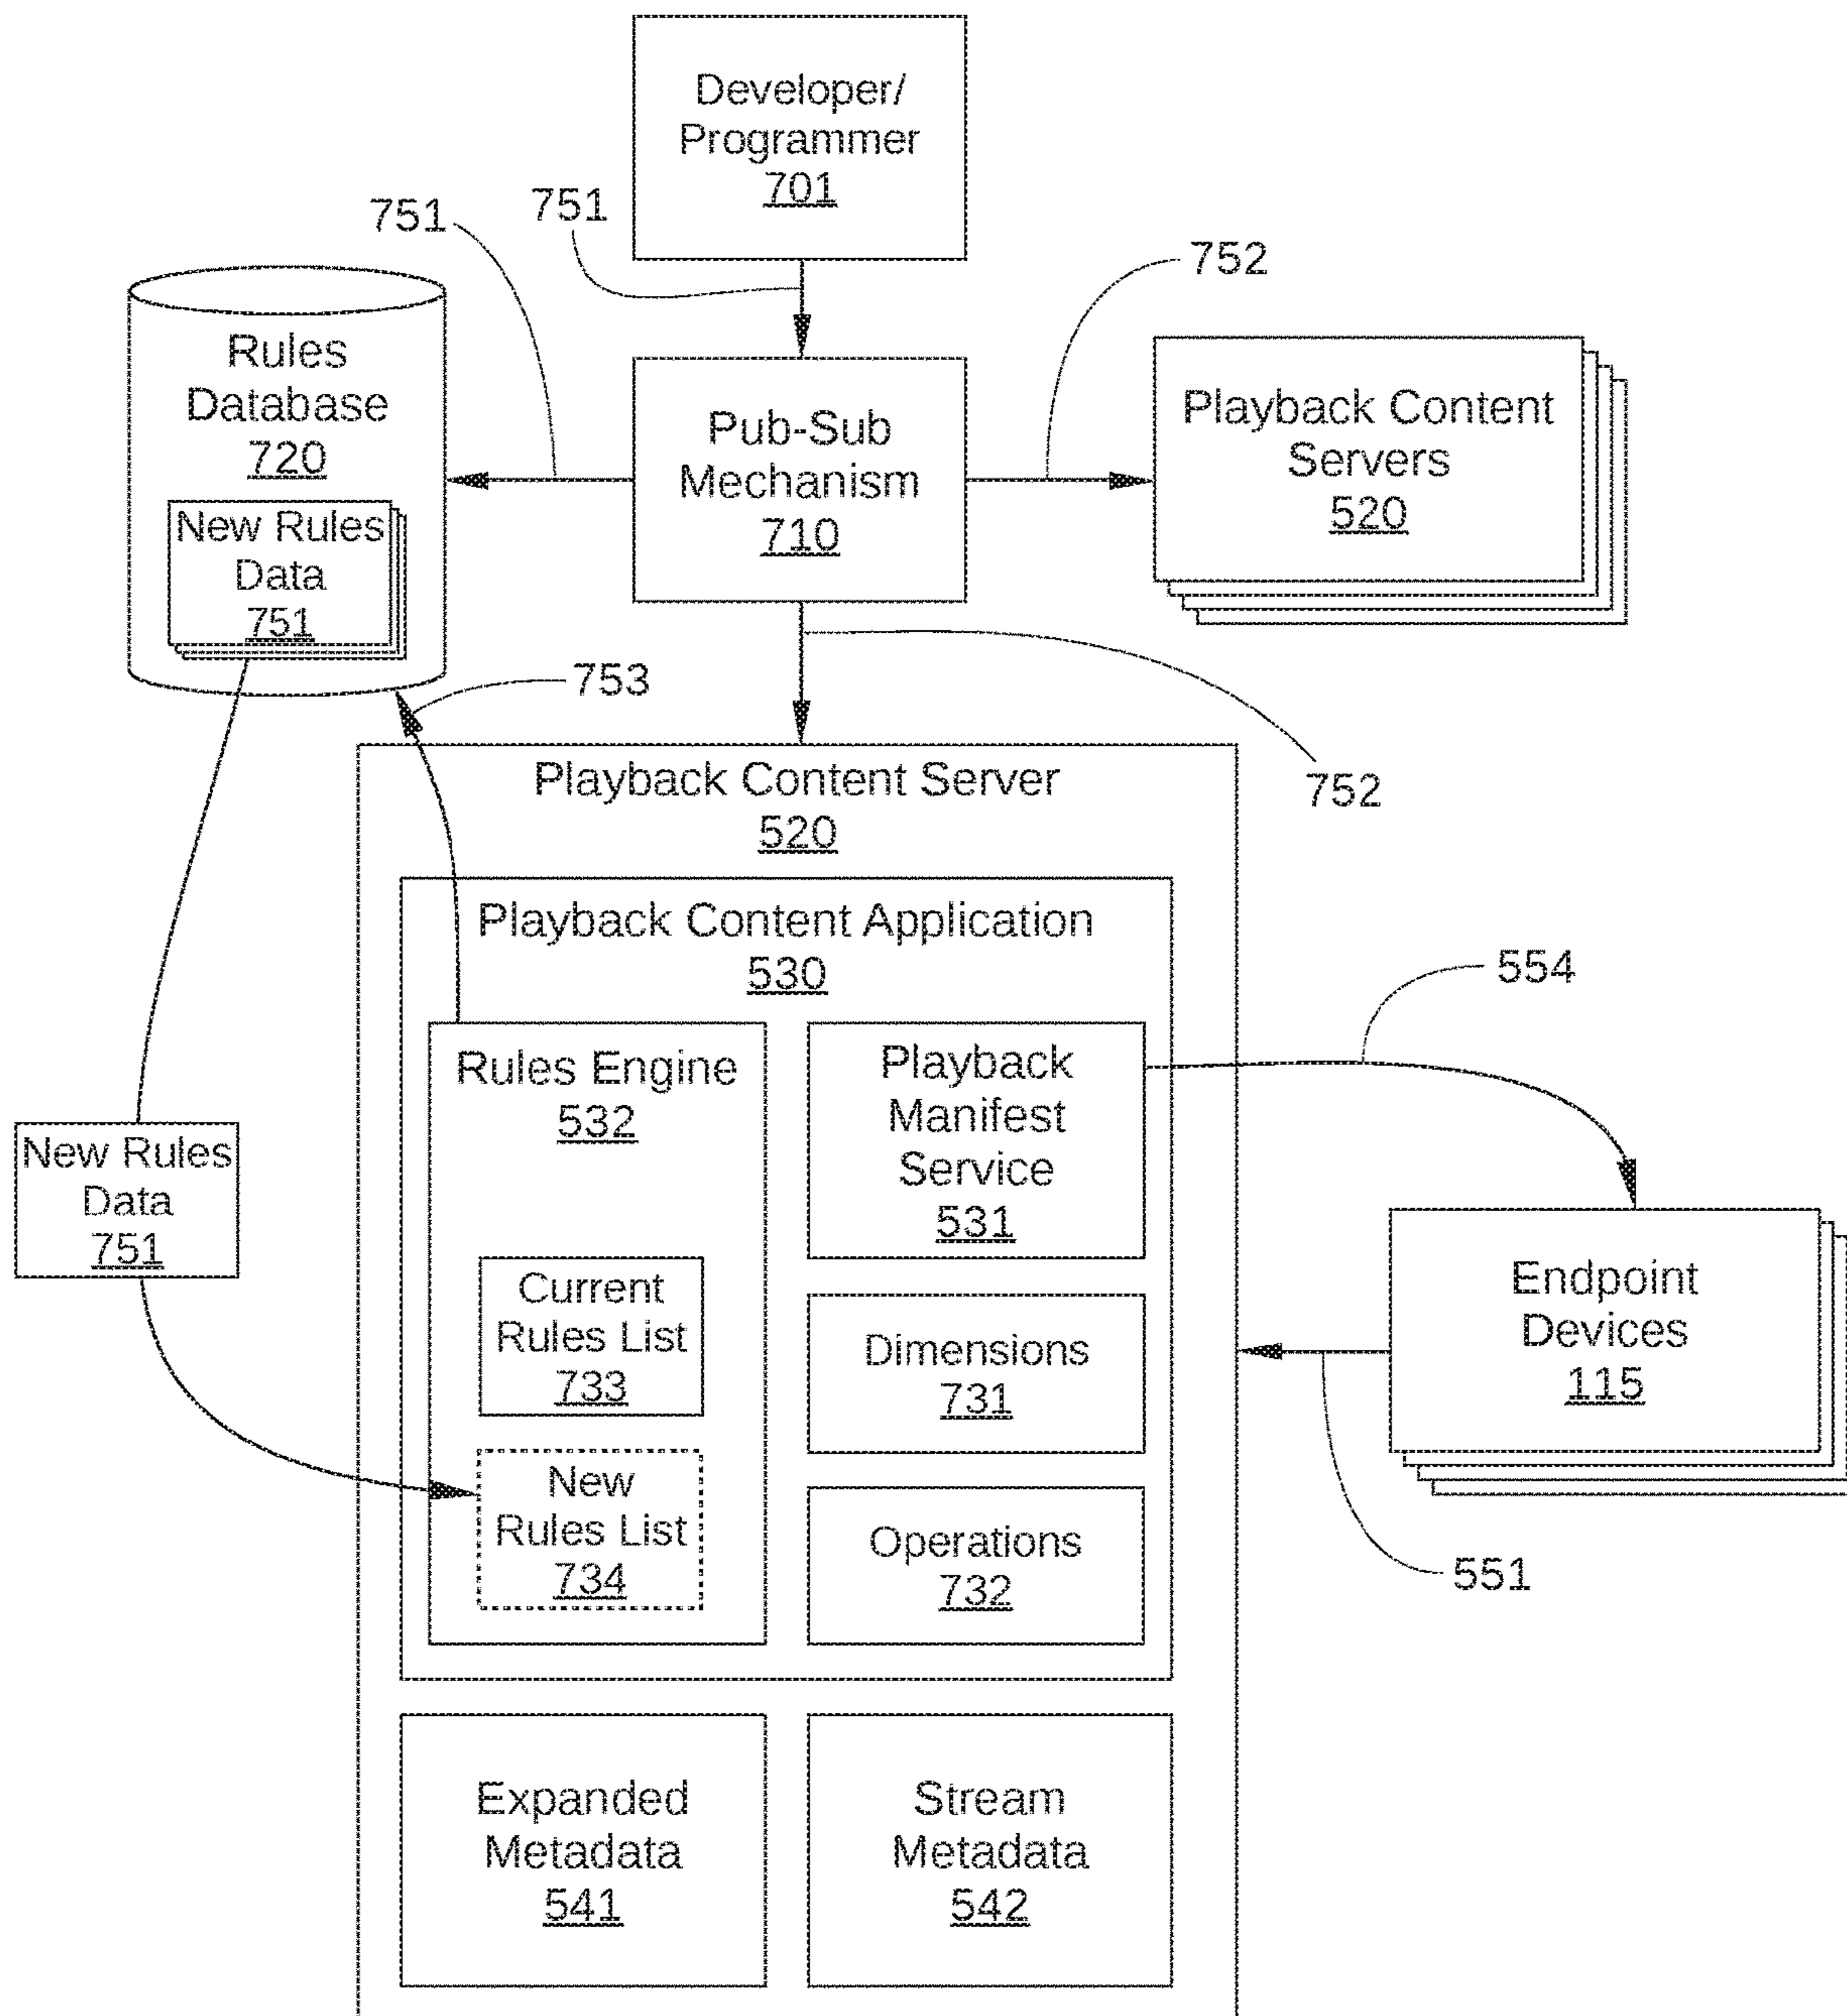 Developer/
Programmer
701
751
751
752
Rules
Database
720
New Rules
Data
751
Pub-Sub
Mechanism
710
Playback Content
Servers
520
753
752
Playback Content Server
520
Playback Content Application
530
554
Rules Engine
532
Playback
Manifest
Service
531
New Rules
Data
751
Current
Rules List
733
Dimensions
731
Endpoint
Devices
115
New
Rules List
734
Operations
732
551
Expanded
Metadata
541
Stream
Metadata
542